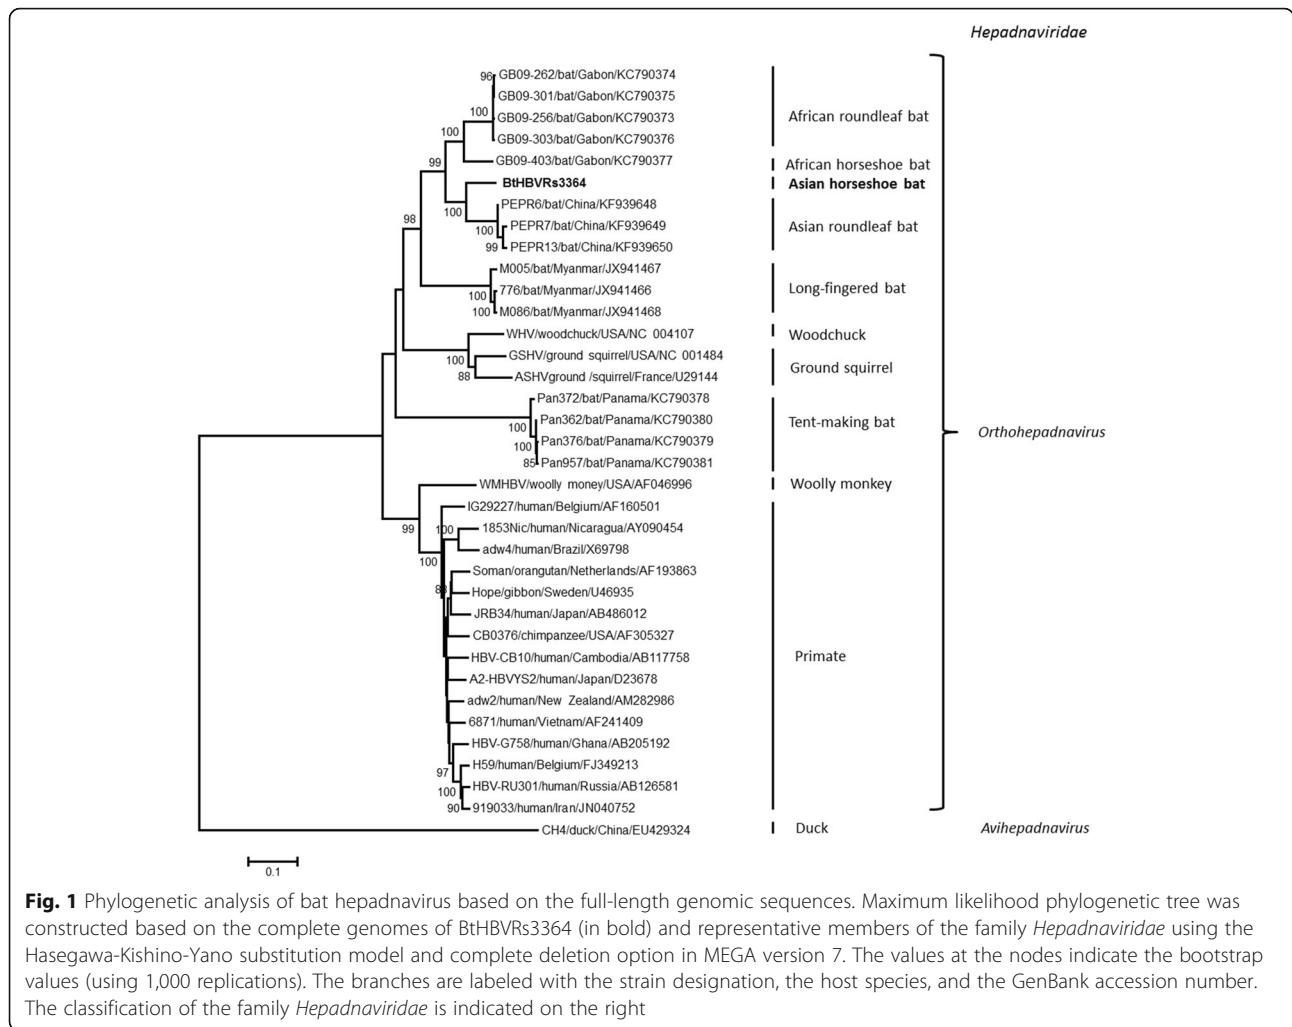 Hepadnaviridae
96 GB09-262/bat/Gabon/KC790374
GB09-301/bat/Gabon/KC790375
100 GB09-256/bat/Gabon/KC790373
African roundleaf bat
100
GB09-303/bat/Gabon/KC790376
99 GB09-403/bat/Gabon/KC790377
African horseshoe bat
BtHBVRs3364
Asian horseshoe bat
100 PEPR6/bat/China/KF939648
98
100 PEPR7/bat/China/KF939649
Asian roundleaf bat
99 PEPR13/bat/China/KF939650
M005/bat/Myanmar/JX941467
100 776/bat/Myanmar/JX941466
Long-fingered bat
100 M086/bat/Myanmar/JX941468
WHV/woodchuck/USA/NC 004107
Woodchuck
100 GSHV/ground squirrel/USA/NC 001484
Ground squirrel
88 ASHVground /squirrel/France/U29144
Pan372/bat/Panama/KC790378
100 Pan362/bat/Panama/KC790380
Tent-making bat
100 Pan376/bat/Panama/KC790379
Orthohepadnavirus
85 Pan957/bat/Panama/KC790381
WMHBV/woolly money/USA/AF046996
Woolly monkey
IG29227/human/Belgium/AF160501
99 100 1853Nic/human/Nicaragua/AY090454
100 adw4/human/Brazil/X69798
Soman/orangutan/Netherlands/AF193863
Hope/gibbon/Sweden/U46935
JRB34/human/Japan/AB486012
CB0376/chimpanzee/USA/AF305327
HBV-CB10/human/Cambodia/AB117758
Primate
A2-HBVYS2/human/Japan/D23678
adw2/human/New Zealand/AM282986
6871/human/Vietnam/AF241409
HBV-G758/human/Ghana/AB205192
97 H59/human/Belgium/FJ349213
100 HBV-RU301/human/Russia/AB126581
90 919033/human/Iran/JN040752
CH4/duck/China/EU429324
Duck
Avihepadnavirus
0.1
Fig. 1 Phylogenetic analysis of bat hepadnavirus based on the full-length genomic sequences. Maximum likelihood phylogenetic tree was
constructed based on the complete genomes of BtHBVRs3364 (in bold) and representative members of the family Hepadnaviridae using the
Hasegawa-Kishino-Yano substitution model and complete deletion option in MEGA version 7. The values at the nodes indicate the bootstrap
values (using 1,000 replications). The branches are labeled with the strain designation, the host species, and the GenBank accession number.
The classification of the family Hepadnaviridae is indicated on the right